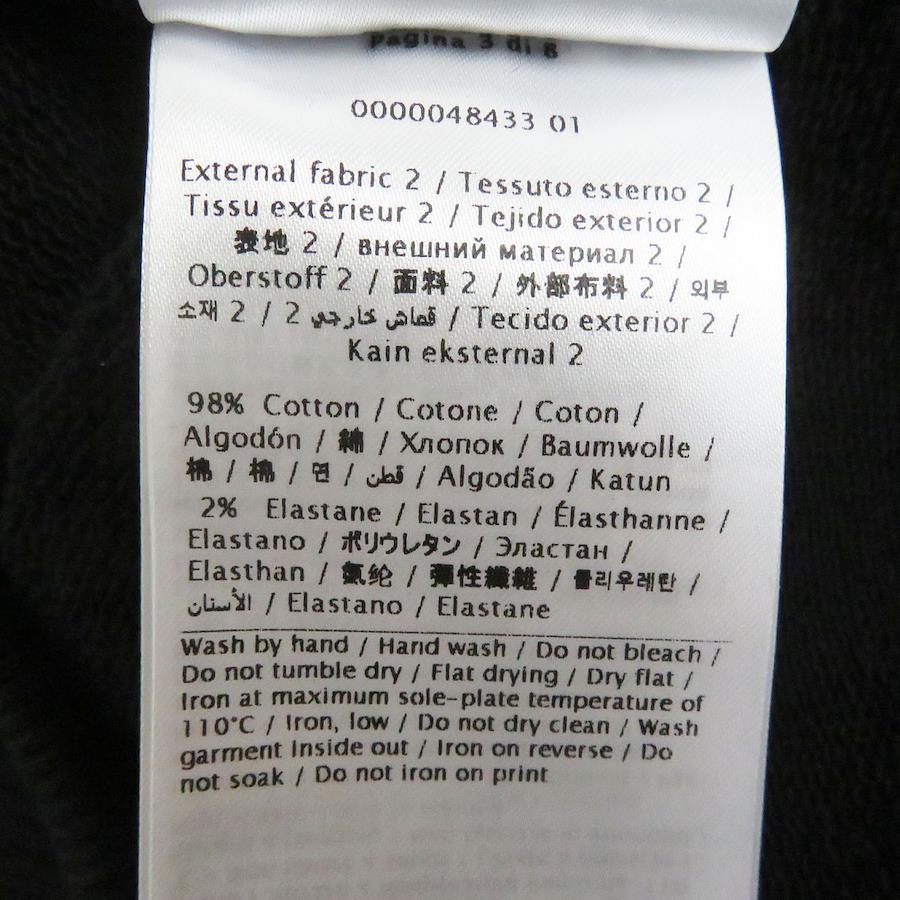 pagina 3 di 8
0000048433 01
External fabric 2 / Tessuto esterno 2 /
Tissu extérieur 2 / Tejido exterior 2 /
表地 2 / внешний материал 2 /
Oberstoff 2 / 面料 2 / 外部布料 2 / 외부
소재 2 / قماش خارجي 2 / Tecido exterior 2 /
Kain eksternal 2
98% Cotton / Cotone / Coton /
Algodón / 綿 / Хлопок / Baumwolle /
棉 / 棉 / 면 / قطن / Algodão / Katun
2% Elastane / Elastan / Élasthanne /
Elastano / ポリウレタン / Эластан /
Elasthan / 氨纶 / 彈性纖維 / 폴리우레탄 /
الأسنان / Elastano / Elastane
Wash by hand / Hand wash / Do not bleach /
Do not tumble dry / Flat drying / Dry flat /
Iron at maximum sole-plate temperature of
110°C / Iron, low / Do not dry clean / Wash
garment inside out / Iron on reverse / Do
not soak / Do not iron on print